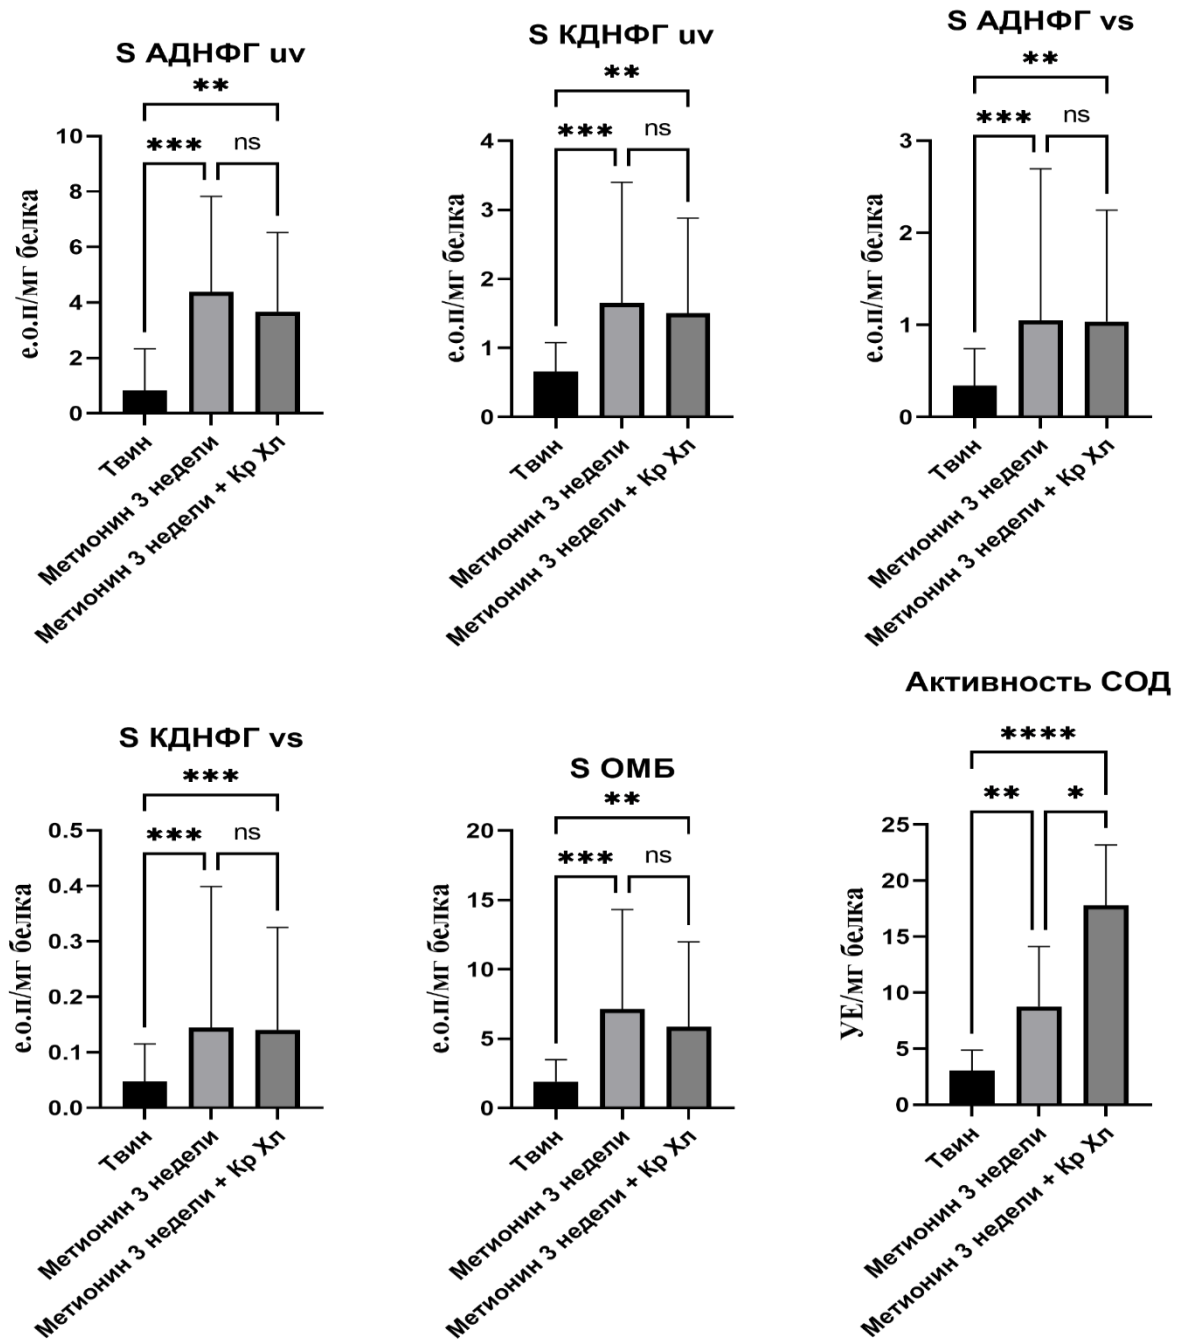 S АДНФГ uv
**
***
ns
10
8
6
4
2
0
е.о.п/мг белка
Твин
Метионин 3 недели
Метионин 3 недели + Кр Хл
S КДНФГ uv
**
***
ns
4
3
2
1
0
е.о.п/мг белка
Твин
Метионин 3 недели
Метионин 3 недели + Кр Хл
S АДНФГ vs
**
***
ns
3
2
1
0
е.о.п/мг белка
Твин
Метионин 3 недели
Метионин 3 недели + Кр Хл
S КДНФГ vs
***
***
ns
0.5
0.4
0.3
0.2
0.1
0.0
е.о.п/мг белка
Твин
Метионин 3 недели
Метионин 3 недели + Кр Хл
S ОМБ
**
***
ns
20
15
10
5
0
е.о.п/мг белка
Твин
Метионин 3 недели
Метионин 3 недели + Кр Хл
Активность СОД
****
**
*
25
20
15
10
5
0
УЕ/мг белка
Твин
Метионин 3 недели
Метионин 3 недели + Кр Хл